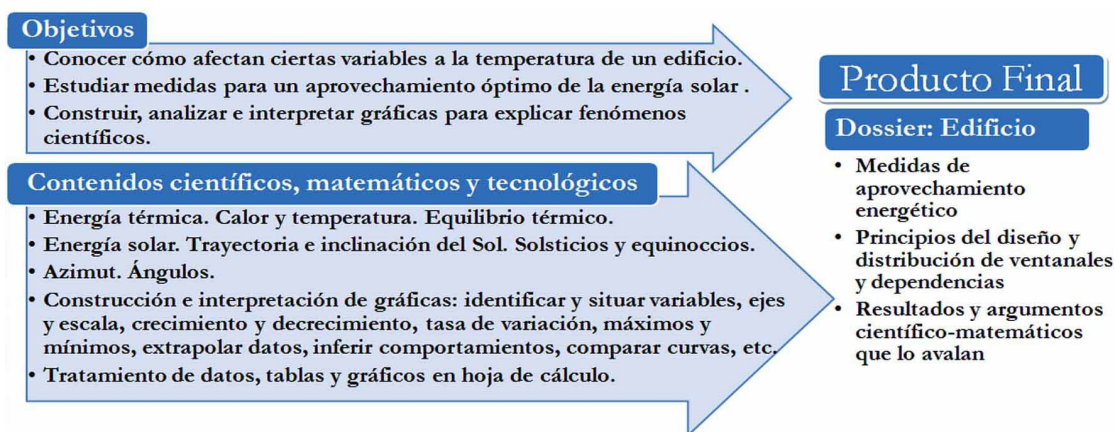 Objetivos
• Conocer cómo afectan ciertas variables a la temperatura de un edificio.
• Estudiar medidas para un aprovechamiento óptimo de la energía solar .
• Construir, analizar e interpretar gráficas para explicar fenómenos
científicos.
Contenidos científicos, matemáticos y tecnológicos
• Energía térmica. Calor y temperatura. Equilibrio térmico.
• Energía solar. Trayectoria e inclinación del Sol. Solsticios y equinoccios.
• Azimut. Ángulos.
• Construcción e interpretación de gráficas: identificar y situar variables, ejes
y escala, crecimiento y decrecimiento, tasa de variación, máximos y
mínimos, extrapolar datos, inferir comportamientos, comparar curvas, etc.
• Tratamiento de datos, tablas y gráficos en hoja de cálculo.
Producto Final
Dossier: Edificio
• Medidas de
aprovechamiento
energético
• Principios del diseño y
distribución de ventanales
y dependencias
• Resultados y argumentos
científico-matemáticos
que lo avalan